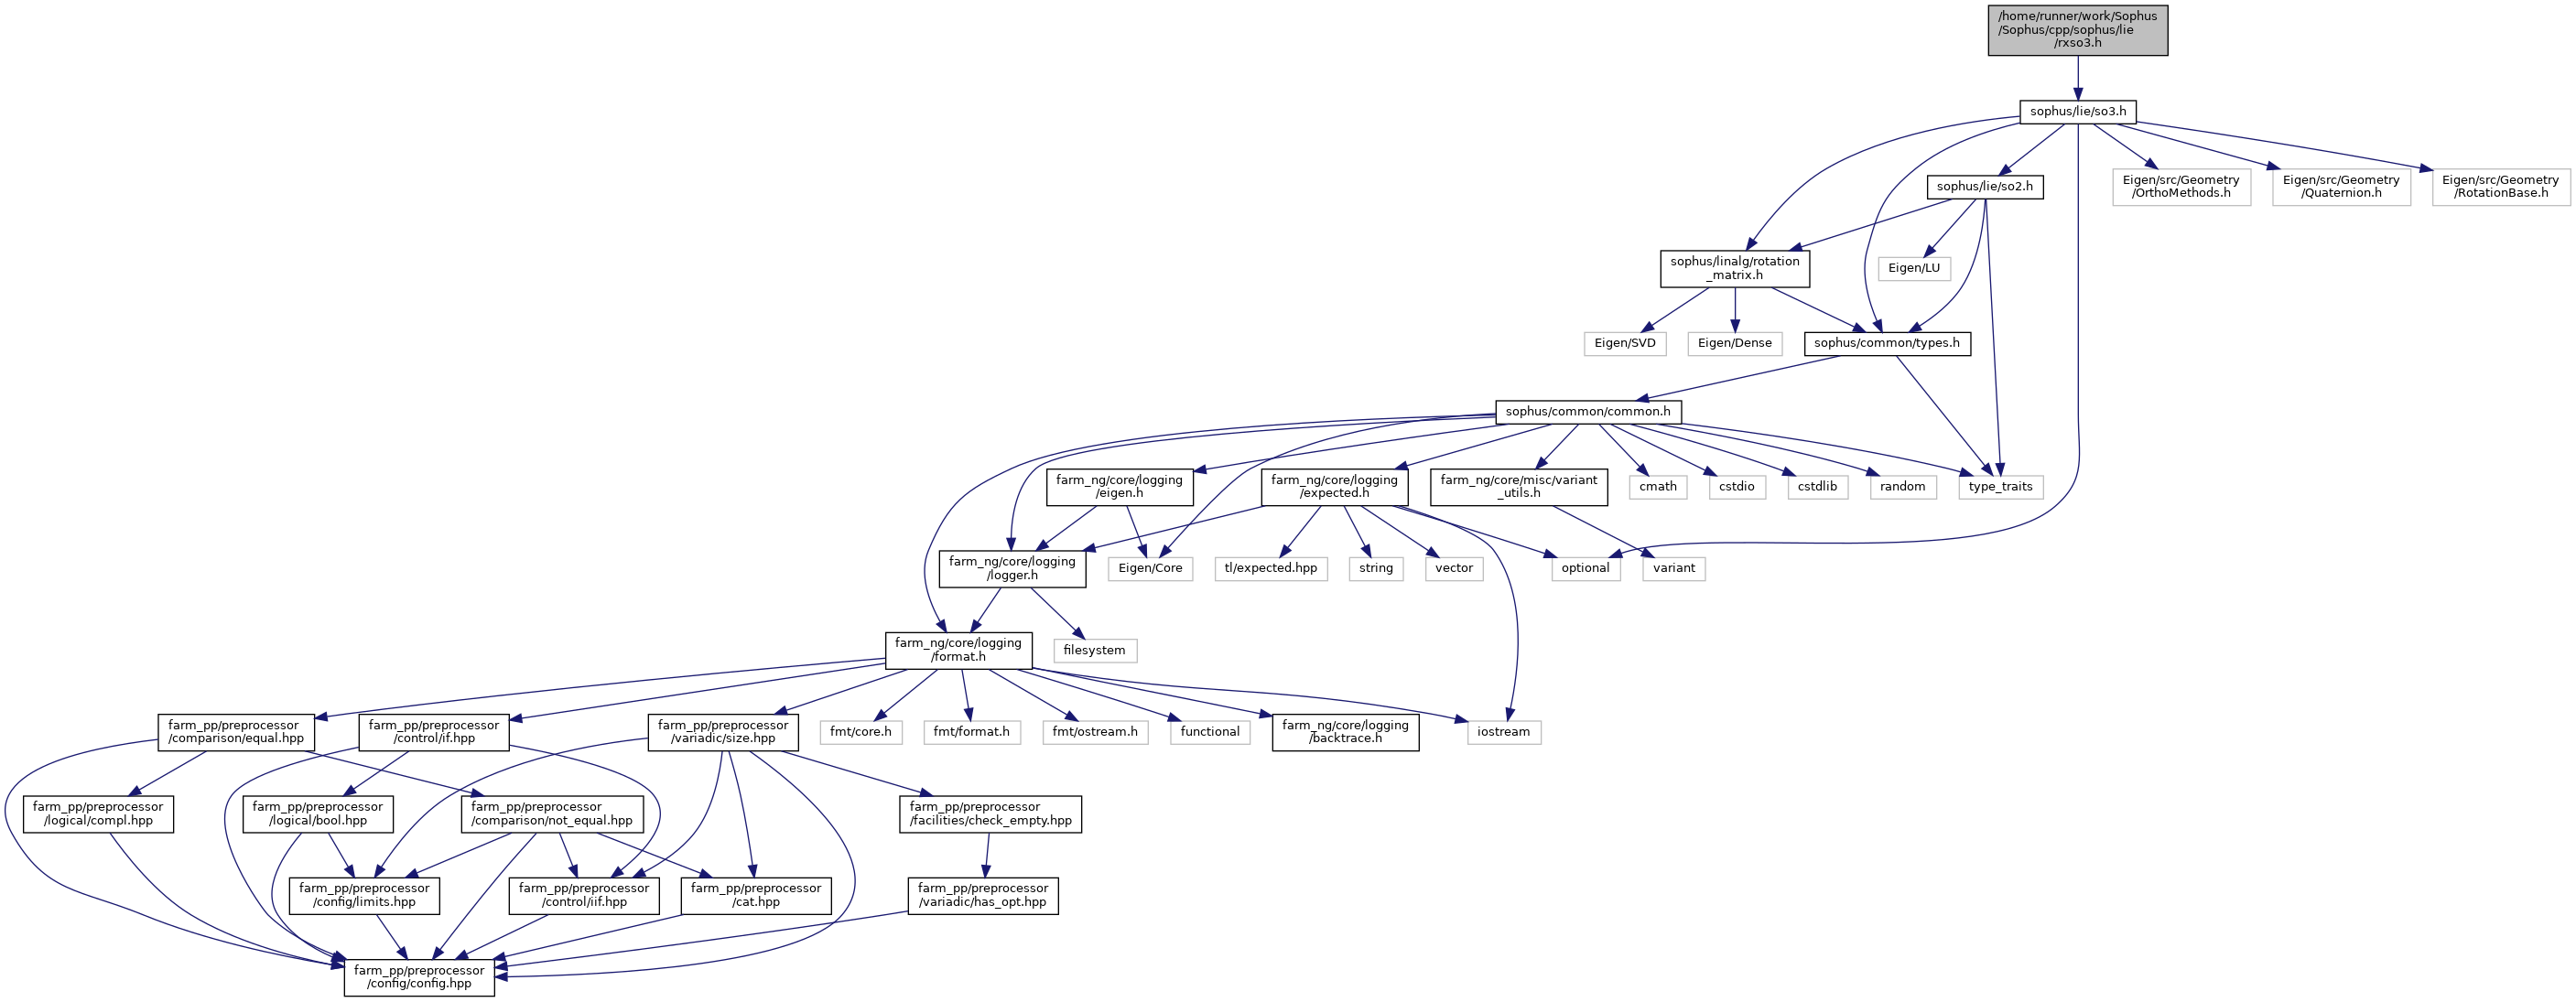 /home/runner/work/Sophus
/Sophus/cpp/sophus/lie
/rxso3.h
sophus/lie/so3.h
sophus/lie/so2.h
Eigen/src/Geometry
/OrthoMethods.h
Eigen/src/Geometry
/Quaternion.h
Eigen/src/Geometry
/RotationBase.h
sophus/linalg/rotation
_matrix.h
Eigen/LU
Eigen/SVD
Eigen/Dense
sophus/common/types.h
sophus/common/common.h
farm_ng/core/logging
/eigen.h
farm_ng/core/logging
/expected.h
farm_ng/core/misc/variant
_utils.h
cmath
cstdio
cstdlib
random
type_traits
farm_ng/core/logging
/logger.h
Eigen/Core
tl/expected.hpp
string
vector
optional
variant
farm_ng/core/logging
/format.h
filesystem
farm_pp/preprocessor
/comparison/equal.hpp
farm_pp/preprocessor
/control/if.hpp
farm_pp/preprocessor
/variadic/size.hpp
fmt/core.h
fmt/format.h
fmt/ostream.h
functional
farm_ng/core/logging
/backtrace.h
iostream
farm_pp/preprocessor
/logical/compl.hpp
farm_pp/preprocessor
/logical/bool.hpp
farm_pp/preprocessor
/comparison/not_equal.hpp
farm_pp/preprocessor
/facilities/check_empty.hpp
farm_pp/preprocessor
/config/limits.hpp
farm_pp/preprocessor
/control/iif.hpp
farm_pp/preprocessor
/cat.hpp
farm_pp/preprocessor
/variadic/has_opt.hpp
farm_pp/preprocessor
/config/config.hpp